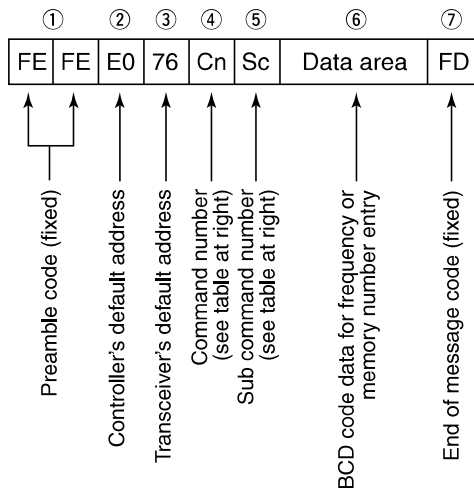 ① ② ③ ④ ⑤ ⑥ ⑦
FE FE E0 76 Cn Sc Data area FD
Preamble code (fixed)
Controller's default address
Transceiver's default address
Command number
(see table at right)
Sub command number
(see table at right)
BCD code data for frequency or
memory number entry
End of message code (fixed)